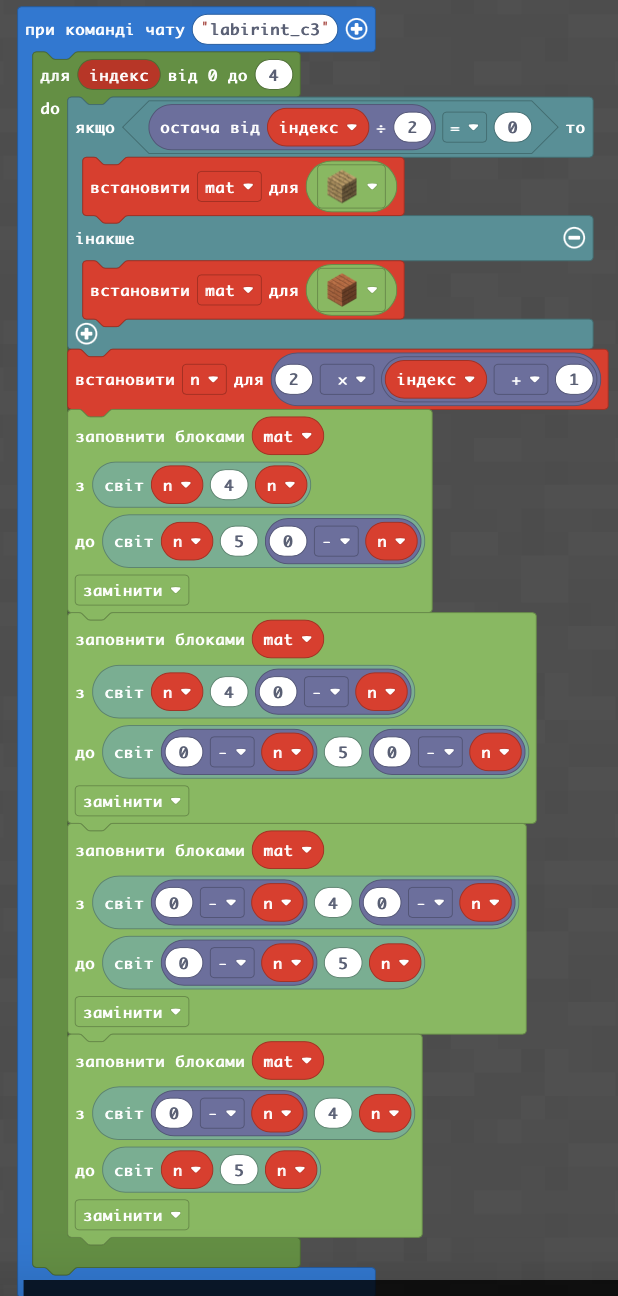 при команді чату "labirint_c3"
для індекс від 0 до 4
do
якщо остача від індекс ÷ 2 = 0 то
встановити mat для
інакше
встановити mat для
встановити n для 2 × індекс + 1
заповнити блоками mat
з світ n 4 n
до світ n 5 0 - n
замінити
заповнити блоками mat
з світ n 4 0 - n
до світ 0 - n 5 0 - n
замінити
заповнити блоками mat
з світ 0 - n 4 0 - n
до світ 0 - n 5 n
замінити
заповнити блоками mat
з світ 0 - n 4 n
до світ n 5 n
замінити